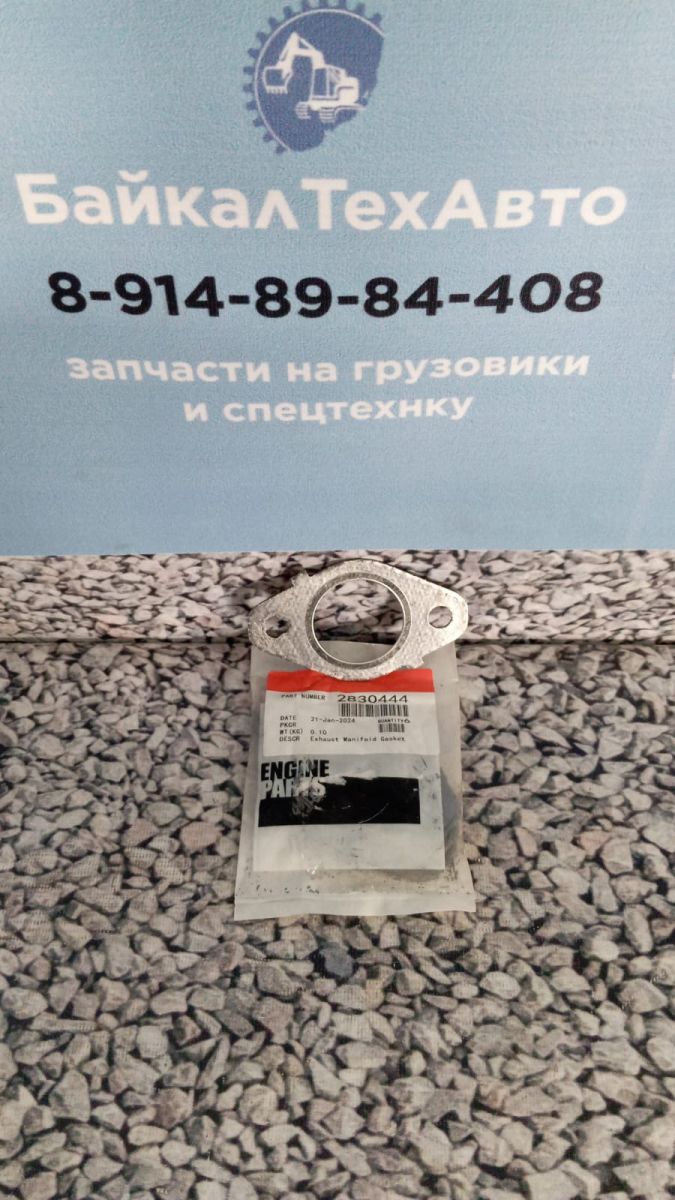 БайкалТехАвто
8-914-89-84-408
запчасти на грузовики
и спецтехнку
PART NUMBER 2830444
DATE 21-Jan-2024 QUANTITY6
PKGR
WT(KG) 0.10
DESCR Exhaust Manifold Gasket
ENGINE
PARTS